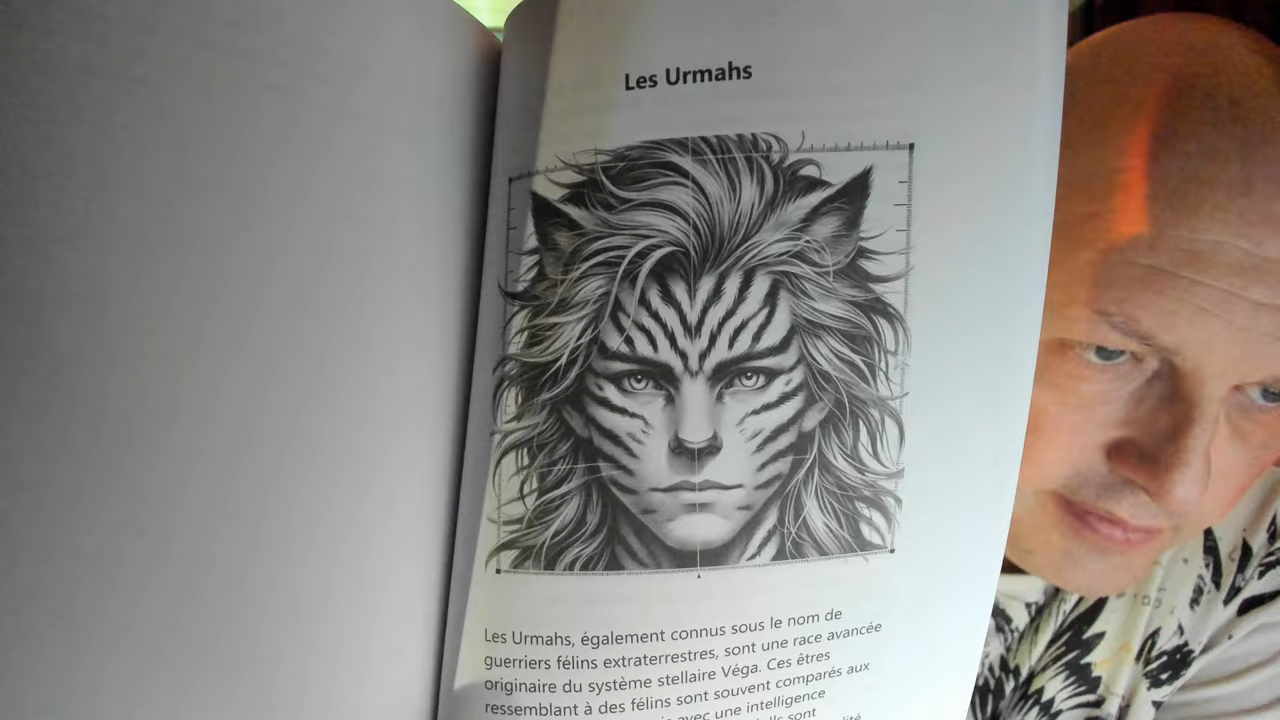 Les Urmahs
Les Urmahs, également connus sous le nom de
guerriers félins extraterrestres, sont une race avancée
originaire du système stellaire Véga. Ces êtres
ressemblant à des félins sont souvent comparés aux
avec une intelligence
sont